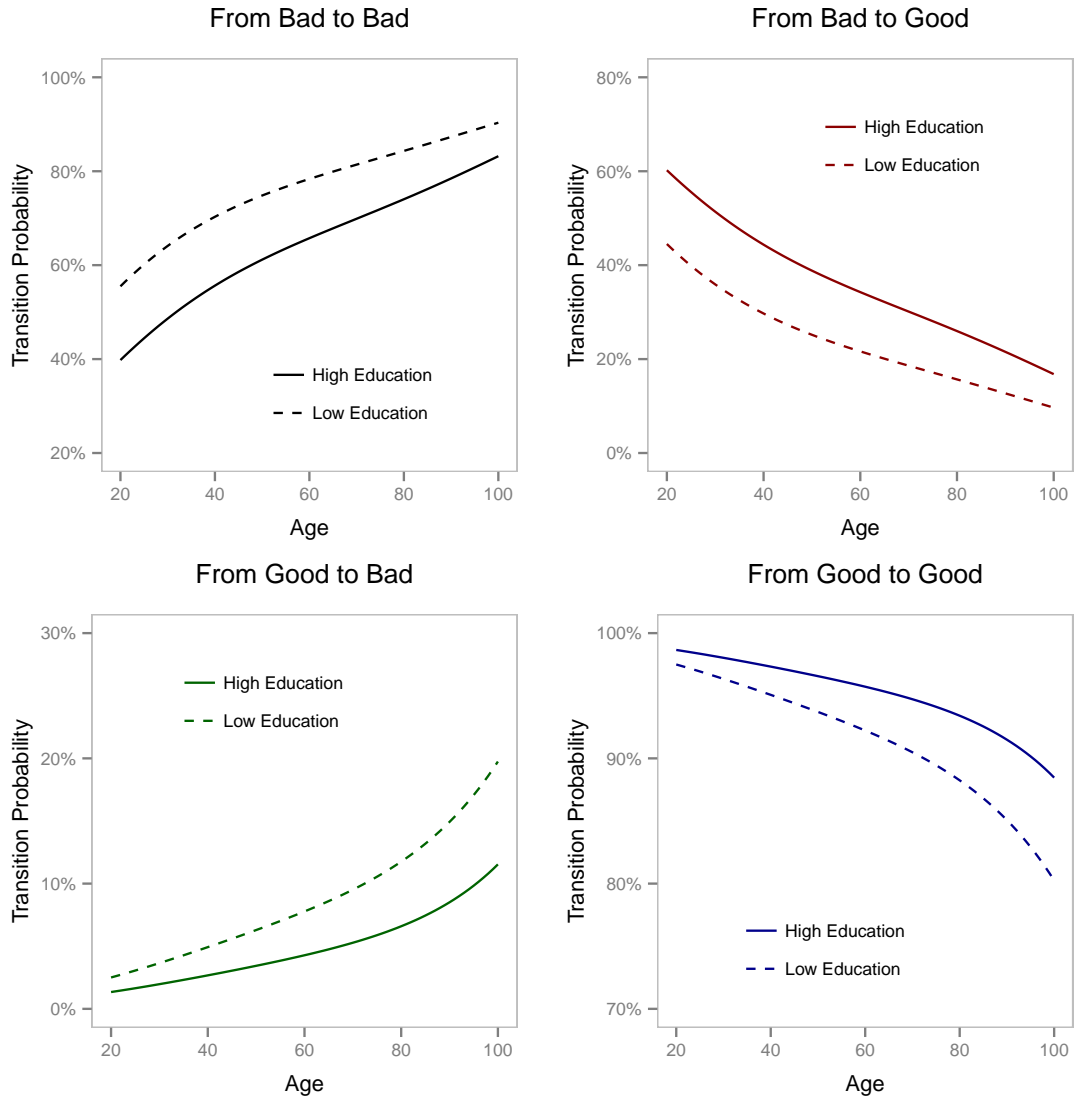 From Bad to Bad
100%
80%
60%
40%
20%
Transition Probability
High Education
Low Education
20 40 60 80 100
Age
From Bad to Good
80%
60%
40%
20%
0%
Transition Probability
High Education
Low Education
20 40 60 80 100
Age
From Good to Bad
30%
20%
10%
0%
Transition Probability
High Education
Low Education
20 40 60 80 100
Age
From Good to Good
100%
90%
80%
70%
Transition Probability
High Education
Low Education
20 40 60 80 100
Age